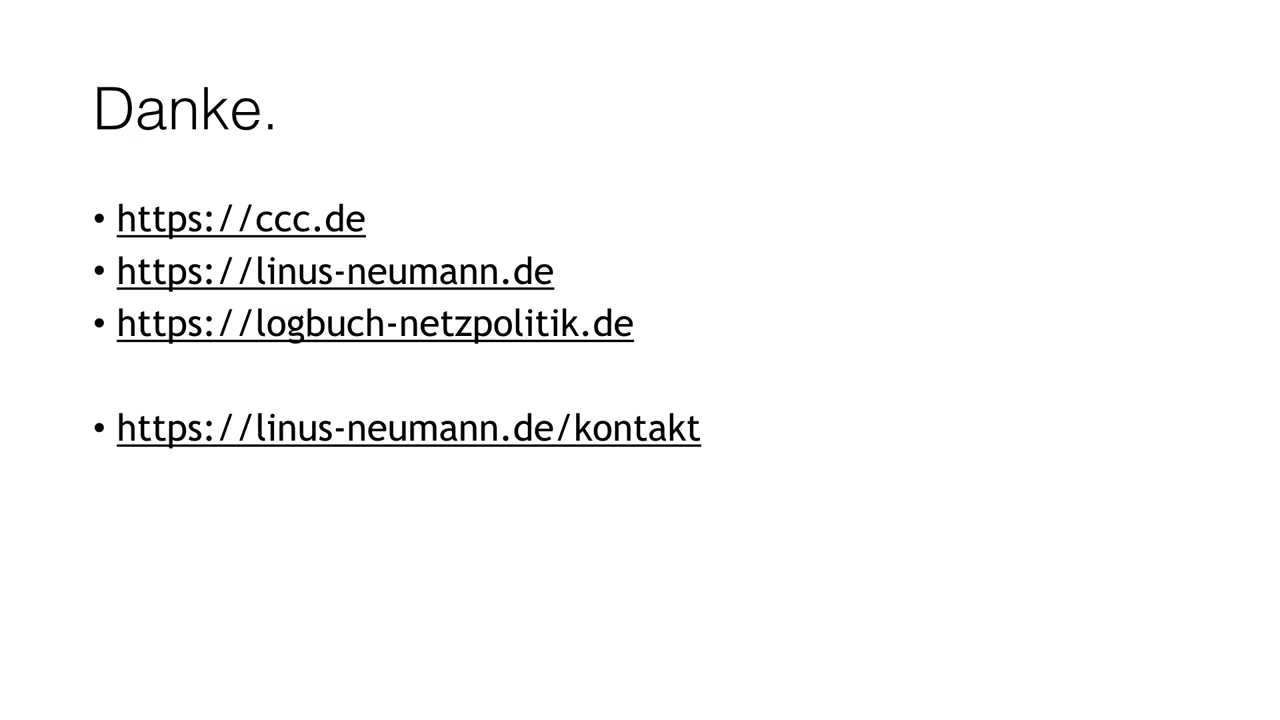 Danke.
• https://ccc.de
• https://linus-neumann.de
• https://logbuch-netzpolitik.de
• https://linus-neumann.de/kontakt